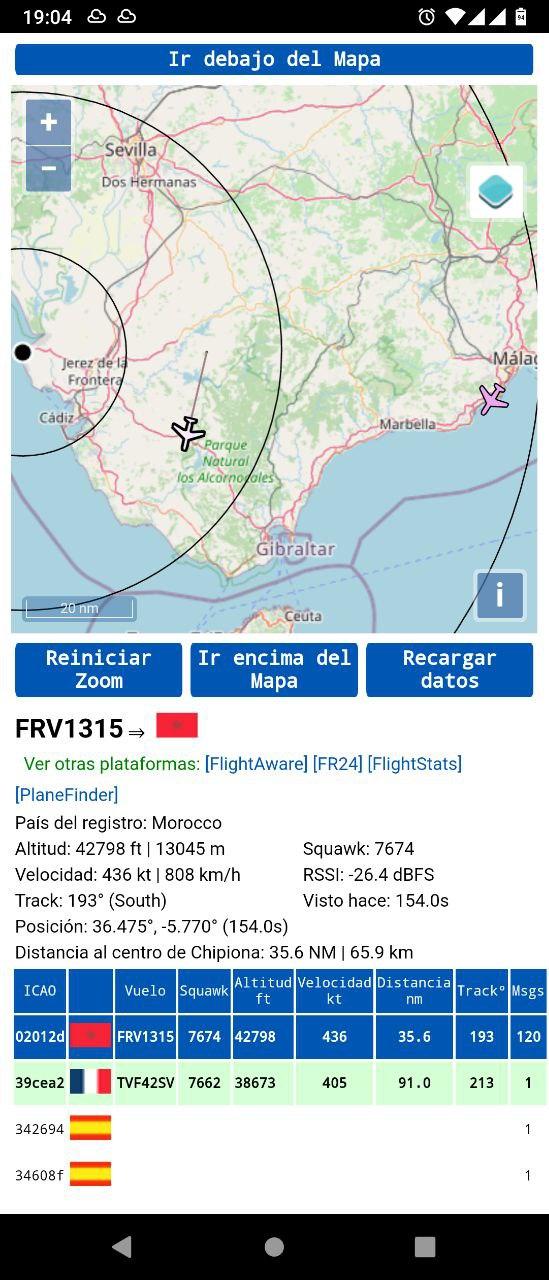 19:04
94
Ir debajo del Mapa
+
−
Sevilla
Dos Hermanas
Jerez de la
Frontera
Cádiz
Parque
Natural
los Alcornocales
Málag
Marbella
Gibraltar
Ceuta
20 nm
i
Reiniciar
Zoom
Ir encima del
Mapa
Recargar
datos
FRV1315 ⇒
Ver otras plataformas: [FlightAware] [FR24] [FlightStats]
[PlaneFinder]
País del registro: Morocco
Altitud: 42798 ft | 13045 m Squawk: 7674
Velocidad: 436 kt | 808 km/h RSSI: -26.4 dBFS
Track: 193° (South) Visto hace: 154.0s
Posición: 36.475°, -5.770° (154.0s)
Distancia al centro de Chipiona: 35.6 NM | 65.9 km
ICAO Vuelo Squawk Altitud ft Velocidad kt Distancia nm Track° Msgs
02012d FRV1315 7674 42798 436 35.6 193 120
39cea2 TVF42SV 7662 38673 405 91.0 213 1
342694 1
34608f 1